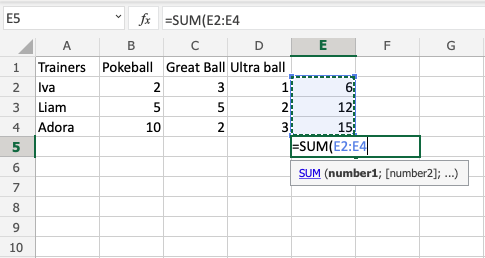 E5 fx =SUM(E2:E4
A B C D E F G
1 Trainers Pokeball Great Ball Ultra ball
2 Iva 2 3 1 6
3 Liam 5 5 2 12
4 Adora 10 2 3 15
5 =SUM(E2:E4
6 SUM (number1; [number2]; ...)
7
8
9
10